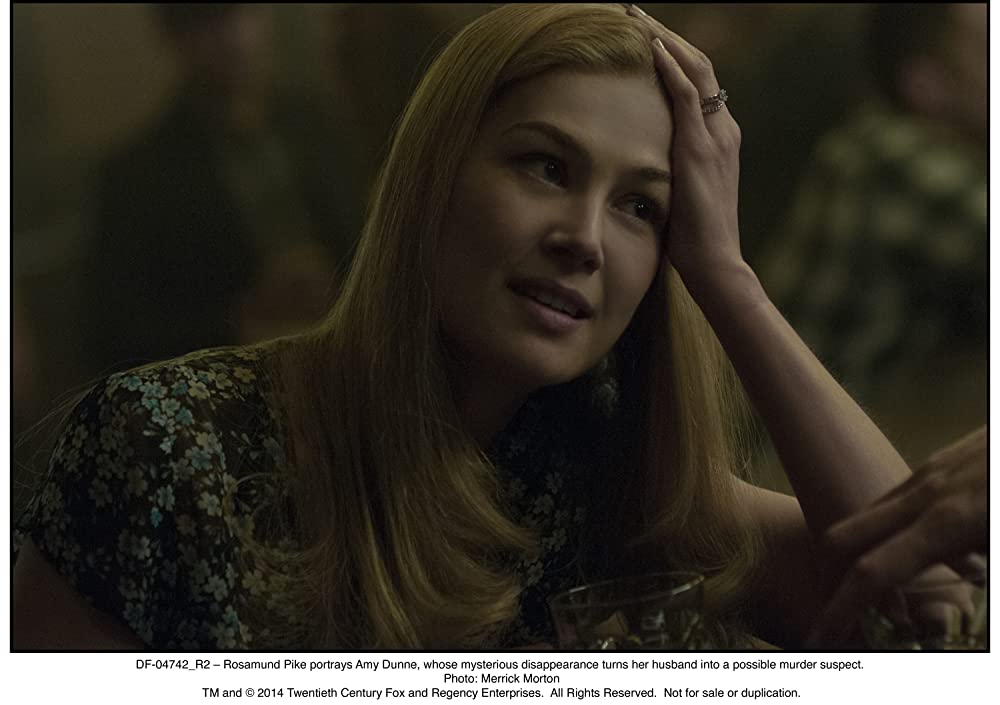 DF-04742_R2 – Rosamund Pike portrays Amy Dunne, whose mysterious disappearance turns her husband into a possible murder suspect.
Photo: Merrick Morton
TM and © 2014 Twentieth Century Fox and Regency Enterprises.  All Rights Reserved.  Not for sale or duplication.